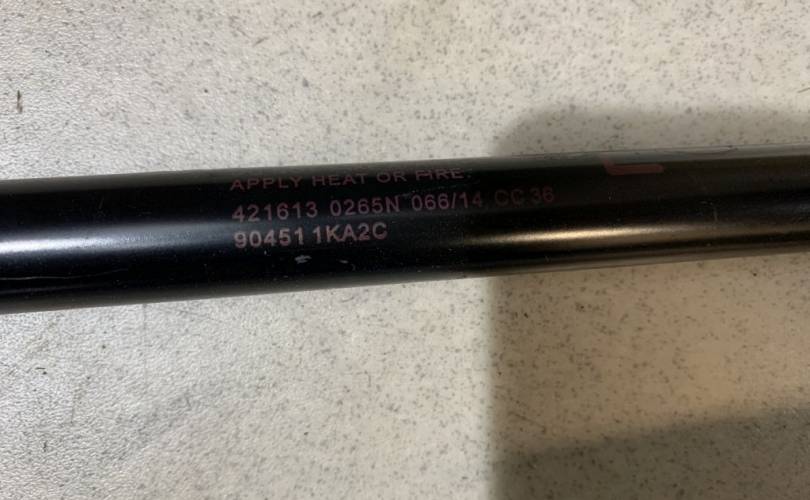 APPLY HEAT OR FIRE.
421613 0265N 066/14 CC 36
90451 1KA2C